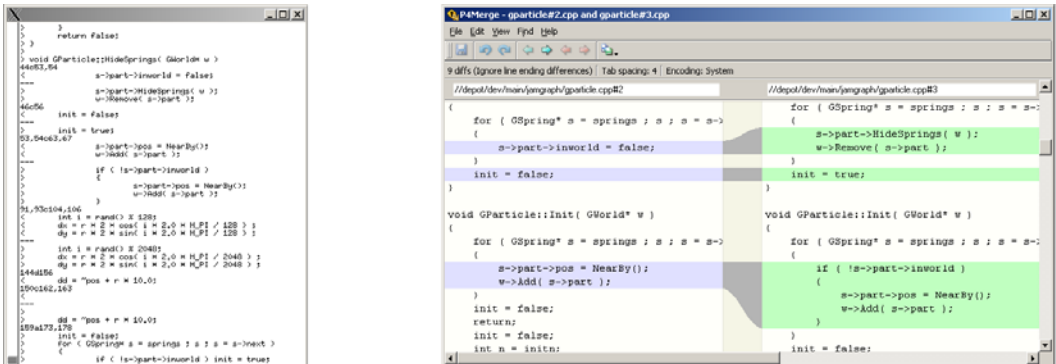 >         }
>         return false;
> }
>
> void GParticle::HideSprings( GWorld* w )
44c53,54
<         s->part->inworld = false;
---
>         s->part->HideSprings( w );
>         w->Remove( s->part );
46c56
<         init = false;
---
>         init = true;
53,54c63,67
<         s->part->pos = NearBy();
<         w->Add( s->part );
---
>         if ( !s->part->inworld )
>         {
>                 s->part->pos = NearBy();
>                 w->Add( s->part );
>         }
91,93c104,106
<         int i = rand() % 128;
<         dx = r * 2 * cos( i * 2.0 * M_PI / 128 ) ;
<         dy = r * 2 * sin( i * 2.0 * M_PI / 128 ) ;
---
>         int i = rand() % 2048;
>         dx = r * 2 * cos( i * 2.0 * M_PI / 2048 ) ;
>         dy = r * 2 * sin( i * 2.0 * M_PI / 2048 ) ;
144d156
<         dd = ^pos + r * 10.0;
150c162,163
<
---
>
>         dd = ^pos + r * 10.0;
159a173,178
>         init = false;
>         for ( GSpring* s = springs ; s ; s = s->next )
>         {
>                 if ( !s->part->inworld ) init = true;
P4Merge - gparticle#2.cpp and gparticle#3.cpp
File Edit View Find Help
9 diffs (Ignore line ending differences) Tab spacing: 4 Encoding: System
//depot/dev/main/jamgraph/gparticle.cpp#2
{
for ( GSpring* s = springs ; s ; s = s->
{
s->part->inworld = false;
}
init = false;
}
void GParticle::Init( GWorld* w )
{
for ( GSpring* s = springs ; s ; s = s->
{
s->part->pos = NearBy();
w->Add( s->part );
}
init = false;
return;
init = false;
int n = initn;
//depot/dev/main/jamgraph/gparticle.cpp#3
for ( GSpring* s = springs ; s ; s = s->
{
s->part->HideSprings( w );
w->Remove( s->part );
}
init = true;
}
void GParticle::Init( GWorld* w )
{
for ( GSpring* s = springs ; s ; s = s->
{
if ( !s->part->inworld )
{
s->part->pos = NearBy();
w->Add( s->part );
}
}
init = false;